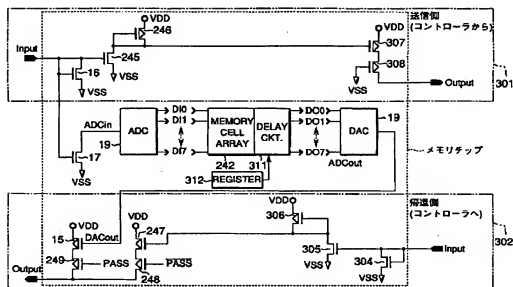 VDD
246
送信側
(コントローラから)
VDD
307
308
Input
245
16
VSS
VSS
VSS
Output
301
ADCin
17
VSS
ADC
19
DI0
DI1
DI7
MEMORY CELL ARRAY
DELAY CKT.
242
311
312
REGISTER
DO0
DO1
DO7
DAC
19
ADCout
メモリチップ
帰還側
(コントローラへ)
VDD
VDD
247
15
DACout
249
PASS
PASS
248
Output
VDD
306
305
VSS
304
VSS
Input
302